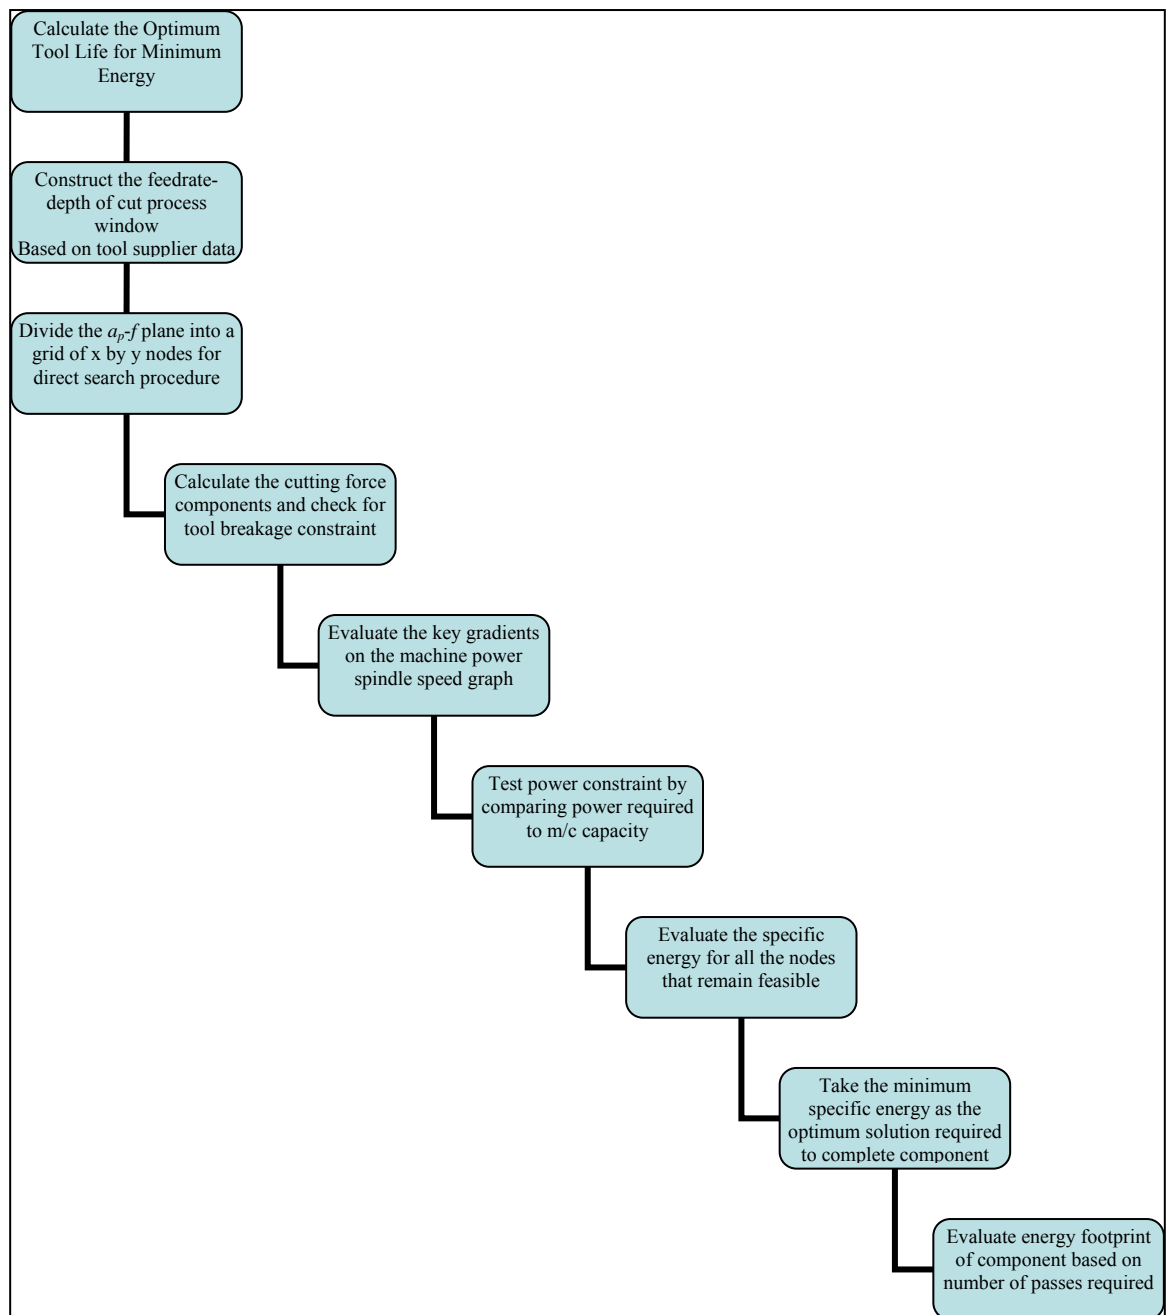 Calculate the Optimum
Tool Life for Minimum
Energy
Construct the feedrate-
depth of cut process
window
Based on tool supplier data
Divide the ap-f plane into a
grid of x by y nodes for
direct search procedure
Calculate the cutting force
components and check for
tool breakage constraint
Evaluate the key gradients
on the machine power
spindle speed graph
Test power constraint by
comparing power required
to m/c capacity
Evaluate the specific
energy for all the nodes
that remain feasible
Take the minimum
specific energy as the
optimum solution required
to complete component
Evaluate energy footprint
of component based on
number of passes required